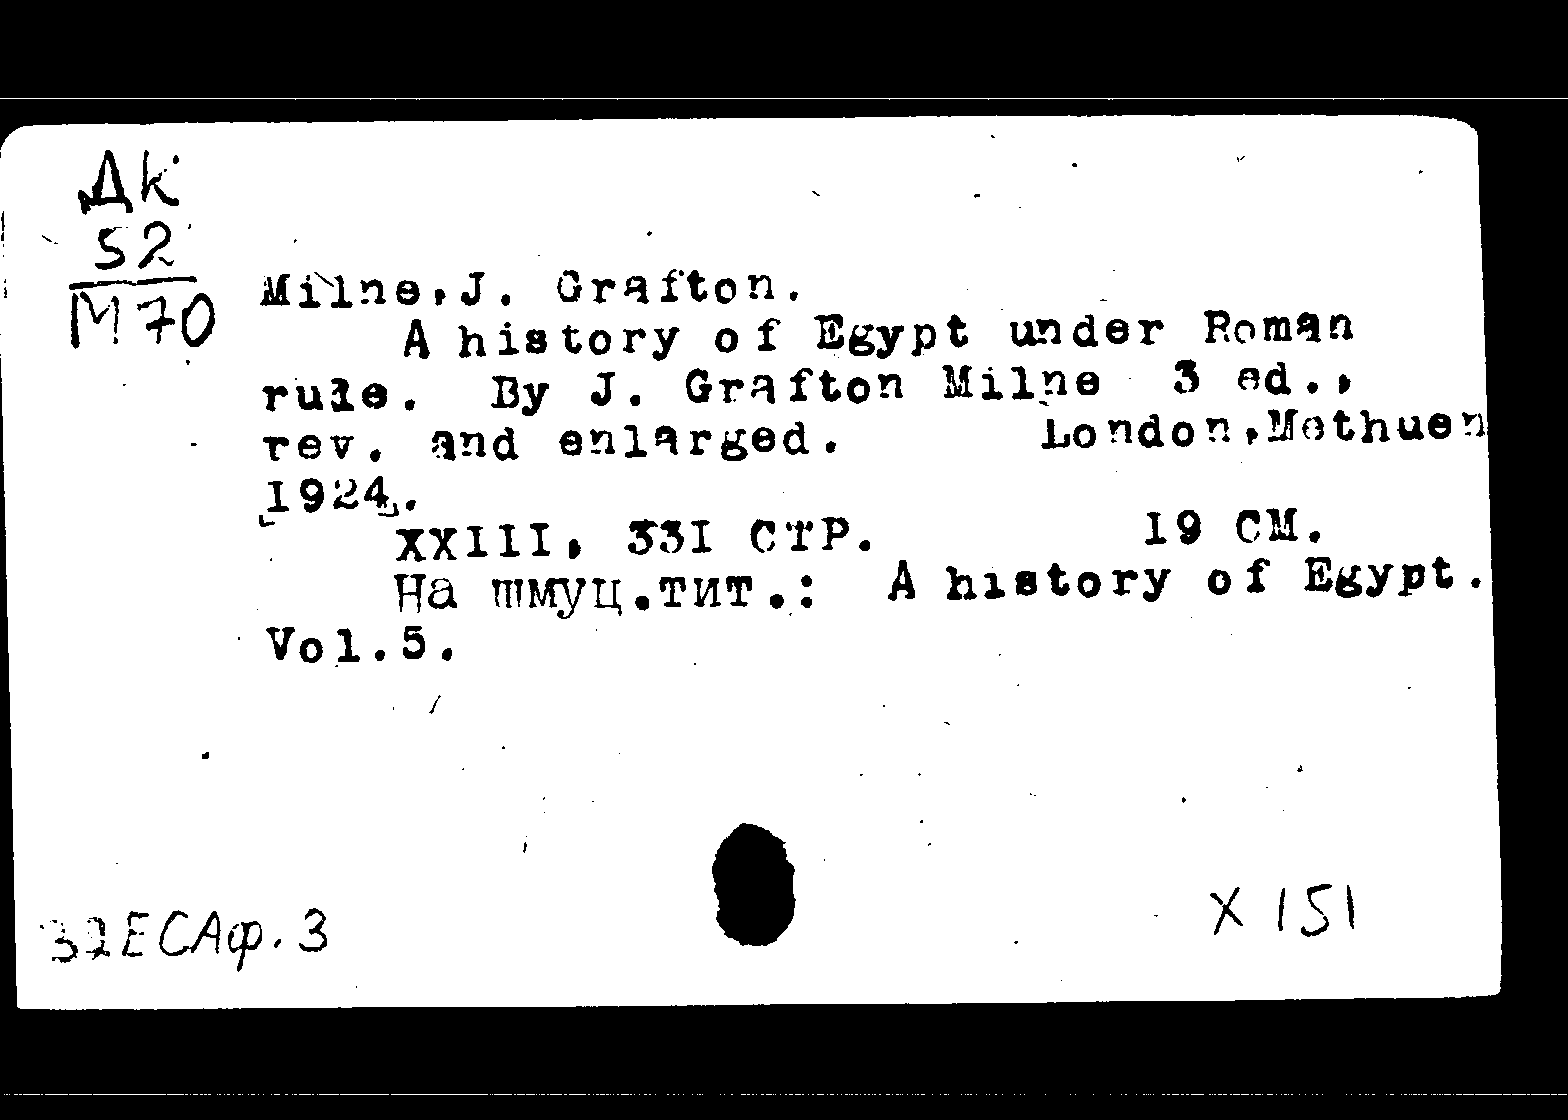 Дк
52
М70
Milne, J. Grafton.
A history of Egypt under Roman
rule. By J. Grafton Milne 3 ed.,
rev. and enlarged. London, Methuen
[1924].
XXIII, 331 СТР. 19 СМ.
На шмуц.тит.: A history of Egypt.
Vol.5.
32ЕСАф.3
X 151